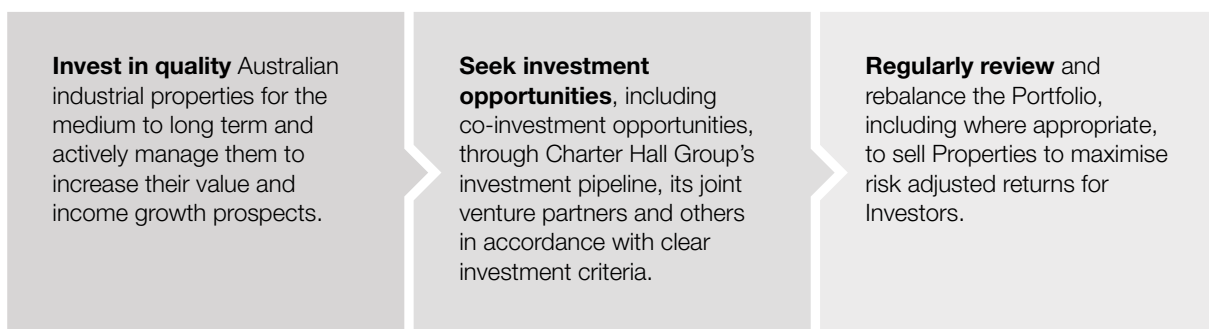 Invest in quality Australian
industrial properties for the
medium to long term and
actively manage them to
increase their value and
income growth prospects.
Seek investment
opportunities, including
co-investment opportunities,
through Charter Hall Group's
investment pipeline, its joint
venture partners and others
in accordance with clear
investment criteria.
Regularly review and
rebalance the Portfolio,
including where appropriate,
to sell Properties to maximise
risk adjusted returns for
Investors.